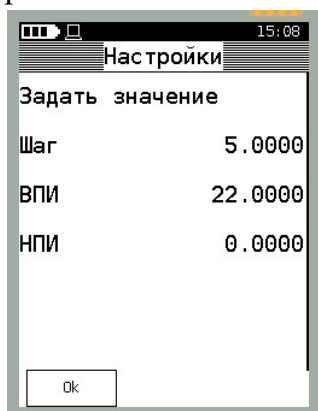 15:08
Настройки
Задать значение
Шаг 5.0000
ВПИ 22.0000
НПИ 0.0000
Ok